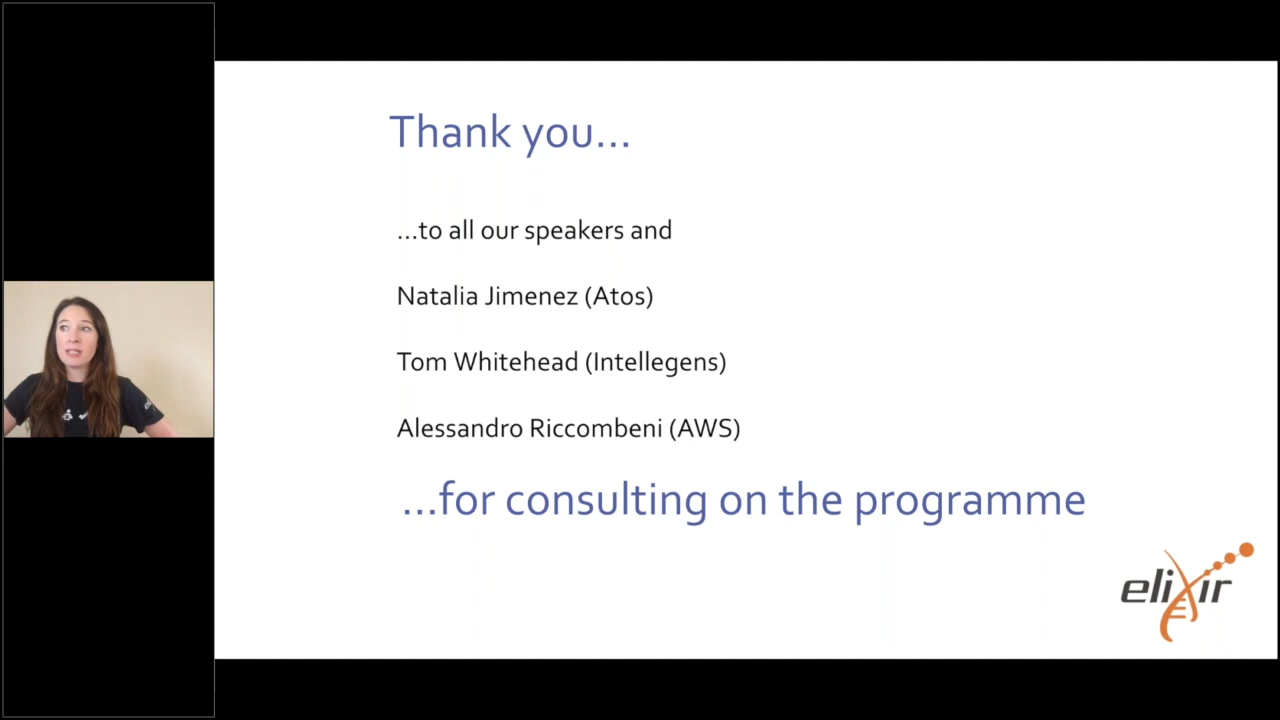 Thank you...
...to all our speakers and
Natalia Jimenez (Atos)
Tom Whitehead (Intellegens)
Alessandro Riccombeni (AWS)
...for consulting on the programme
elixir